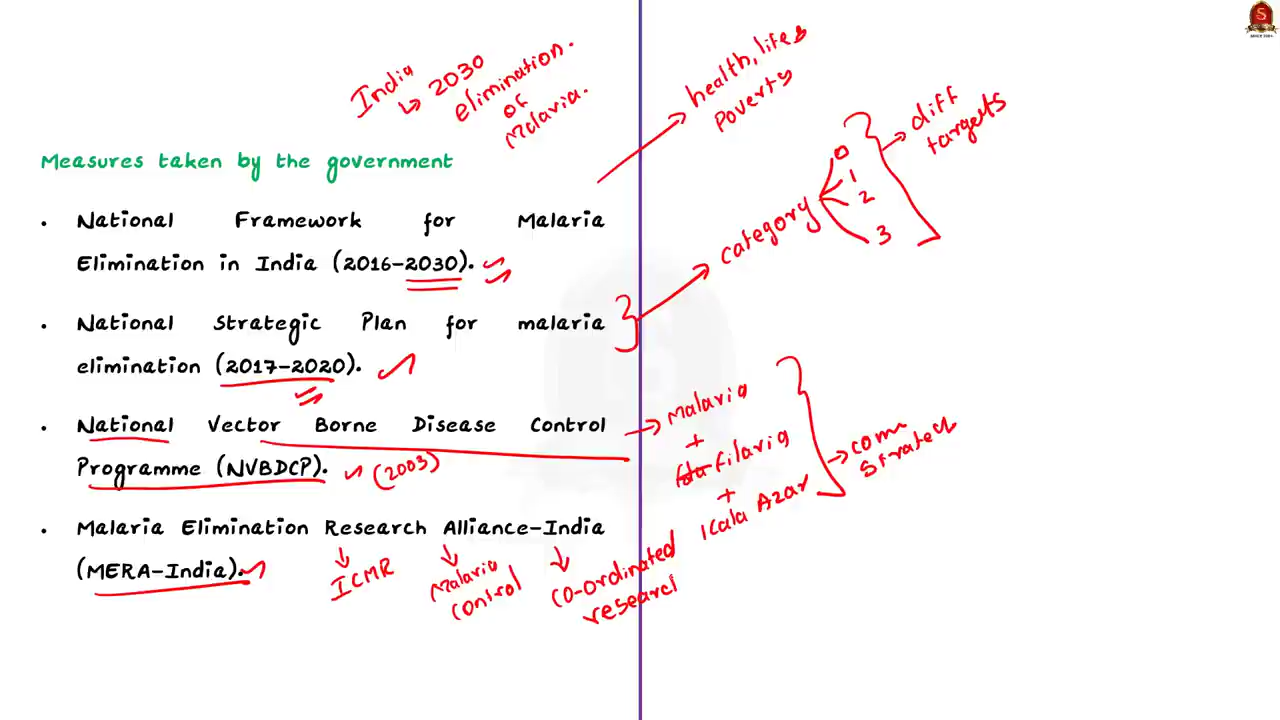 India
↳ 2030
elimination
of
Malaria.
Measures taken by the government
• National Framework for Malaria
Elimination in India (2016-2030).
• National Strategic Plan for malaria
elimination (2017-2020).
• National Vector Borne Disease Control
Programme (NVBDCP).
(2003)
• Malaria Elimination Research Alliance-India
(MERA-India).
ICMR
Malaria
control
Co-ordinated
research
health, lifes
Poverty
category
0
1
2
3
diff
targets
Malaria
+
Filaria
+
Kala Azar
com